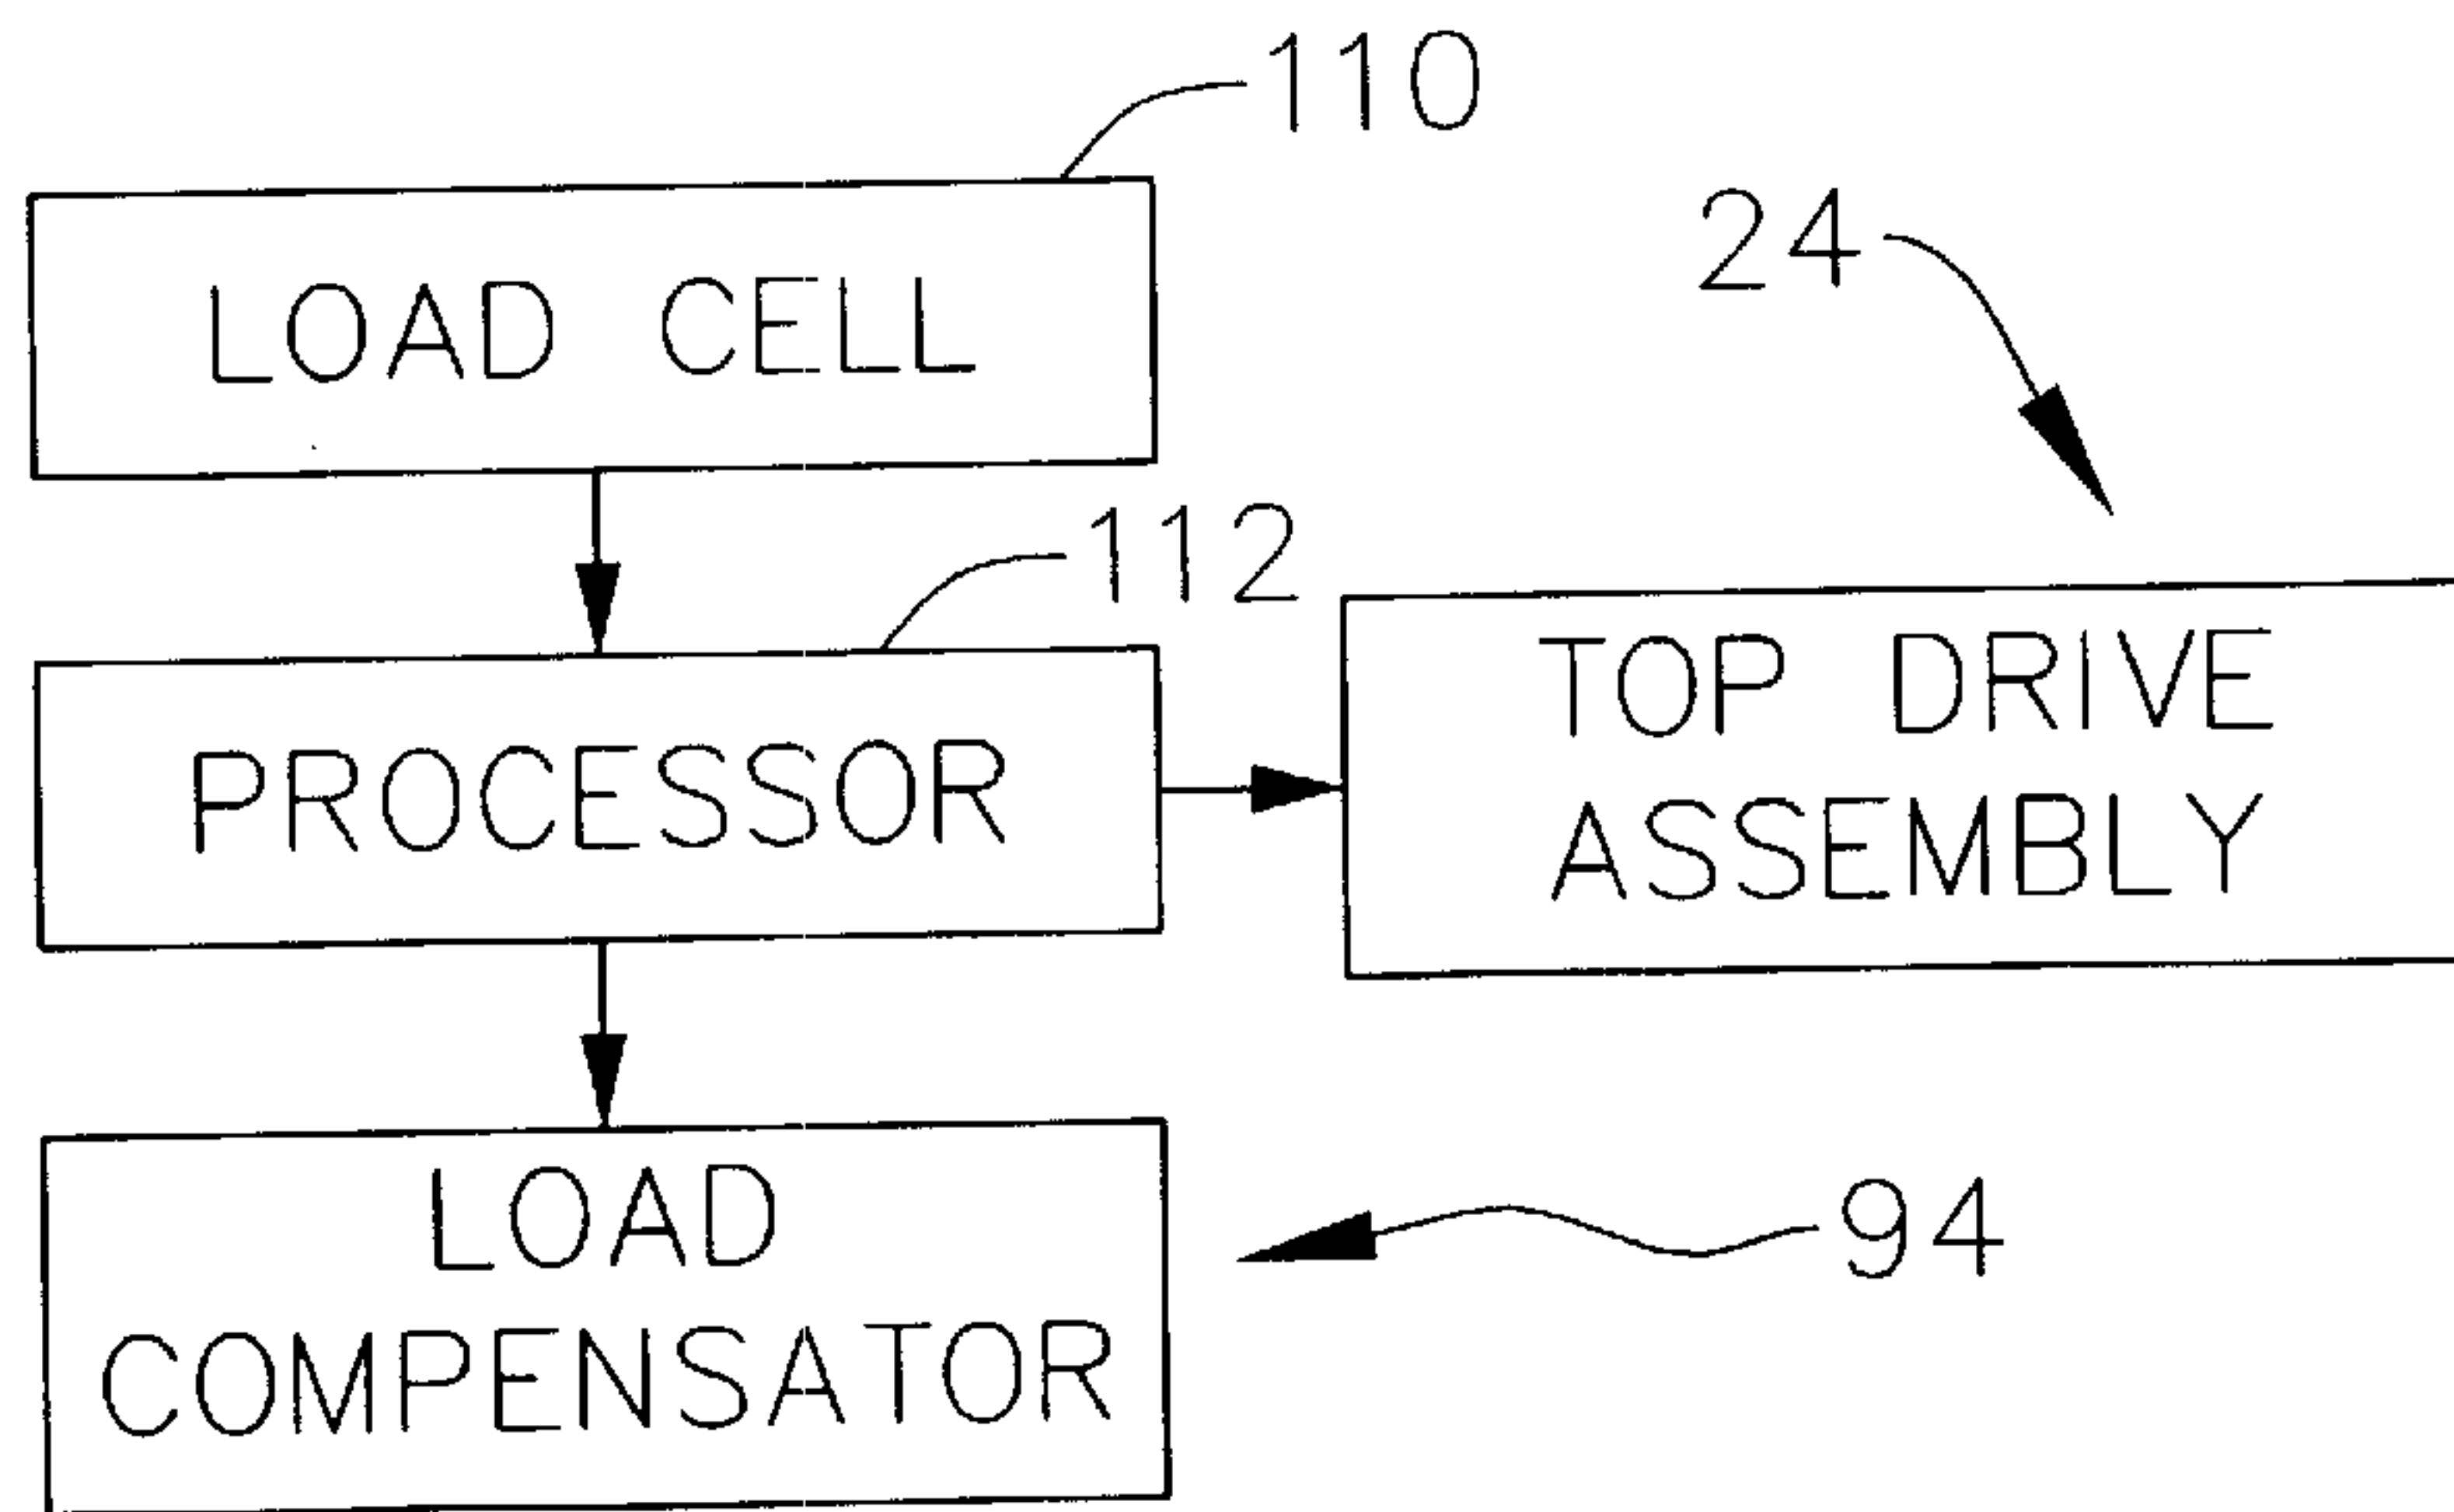 110
LOAD CELL
24
112
PROCESSOR
TOP DRIVE
ASSEMBLY
LOAD
COMPENSATOR
94